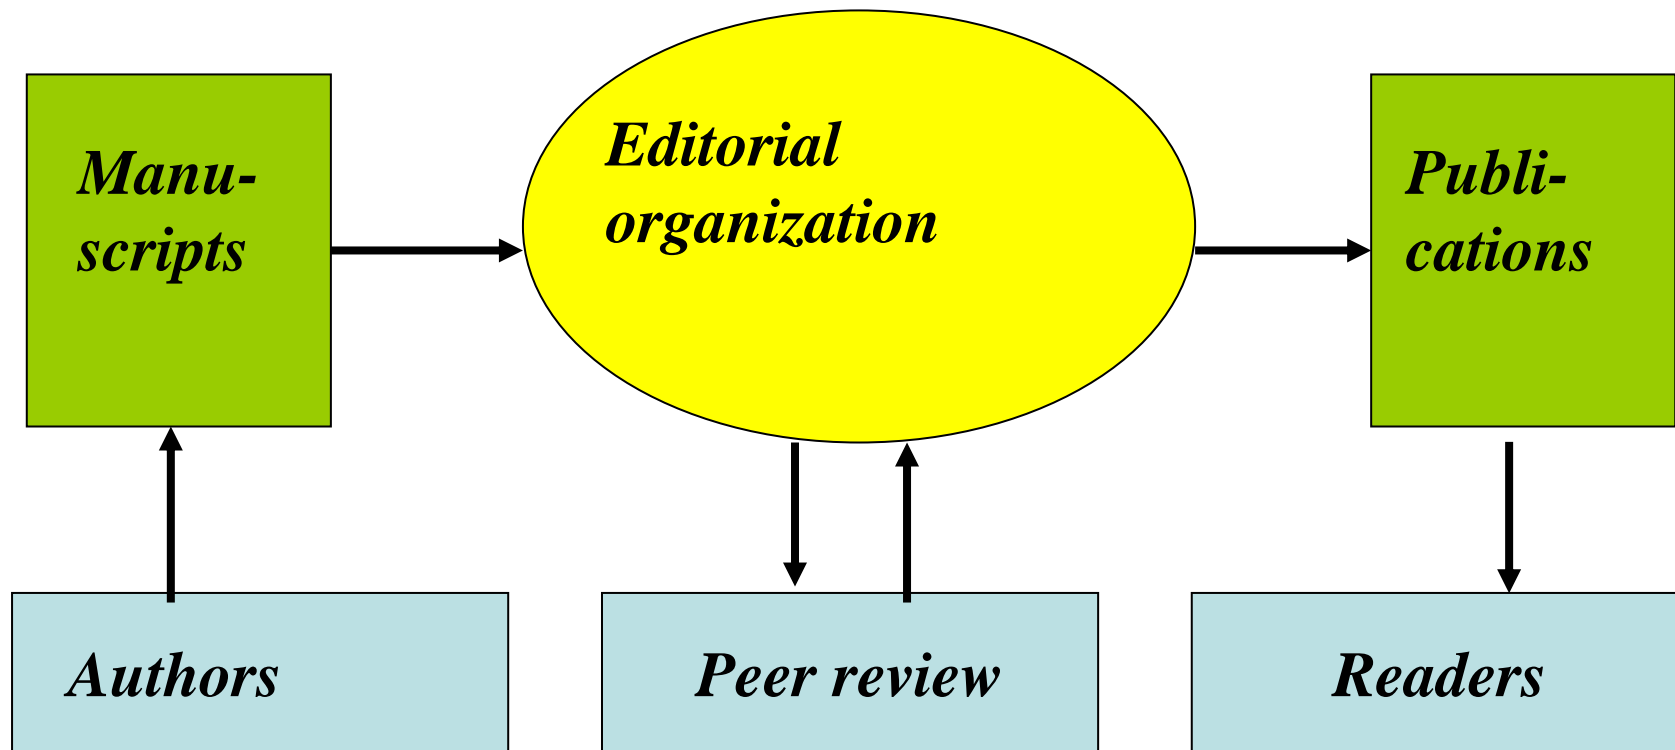 Manu-
scripts
Editorial
organization
Publi-
cations
Authors
Peer review
Readers